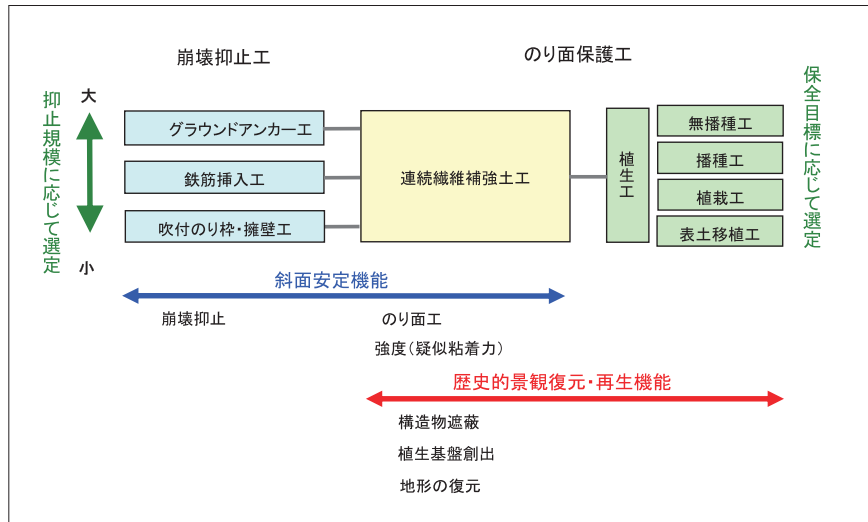 崩壊抑止工
のり面保護工
抑止規模に応じて選定
大
小
グラウンドアンカー工
鉄筋挿入工
吹付のり枠・擁壁工
連続繊維補強土工
植生工
無播種工
播種工
植栽工
表土移植工
保全目標に応じて選定
斜面安定機能
崩壊抑止
のり面工
強度(疑似粘着力)
歴史的景観復元・再生機能
構造物遮蔽
植生基盤創出
地形の復元